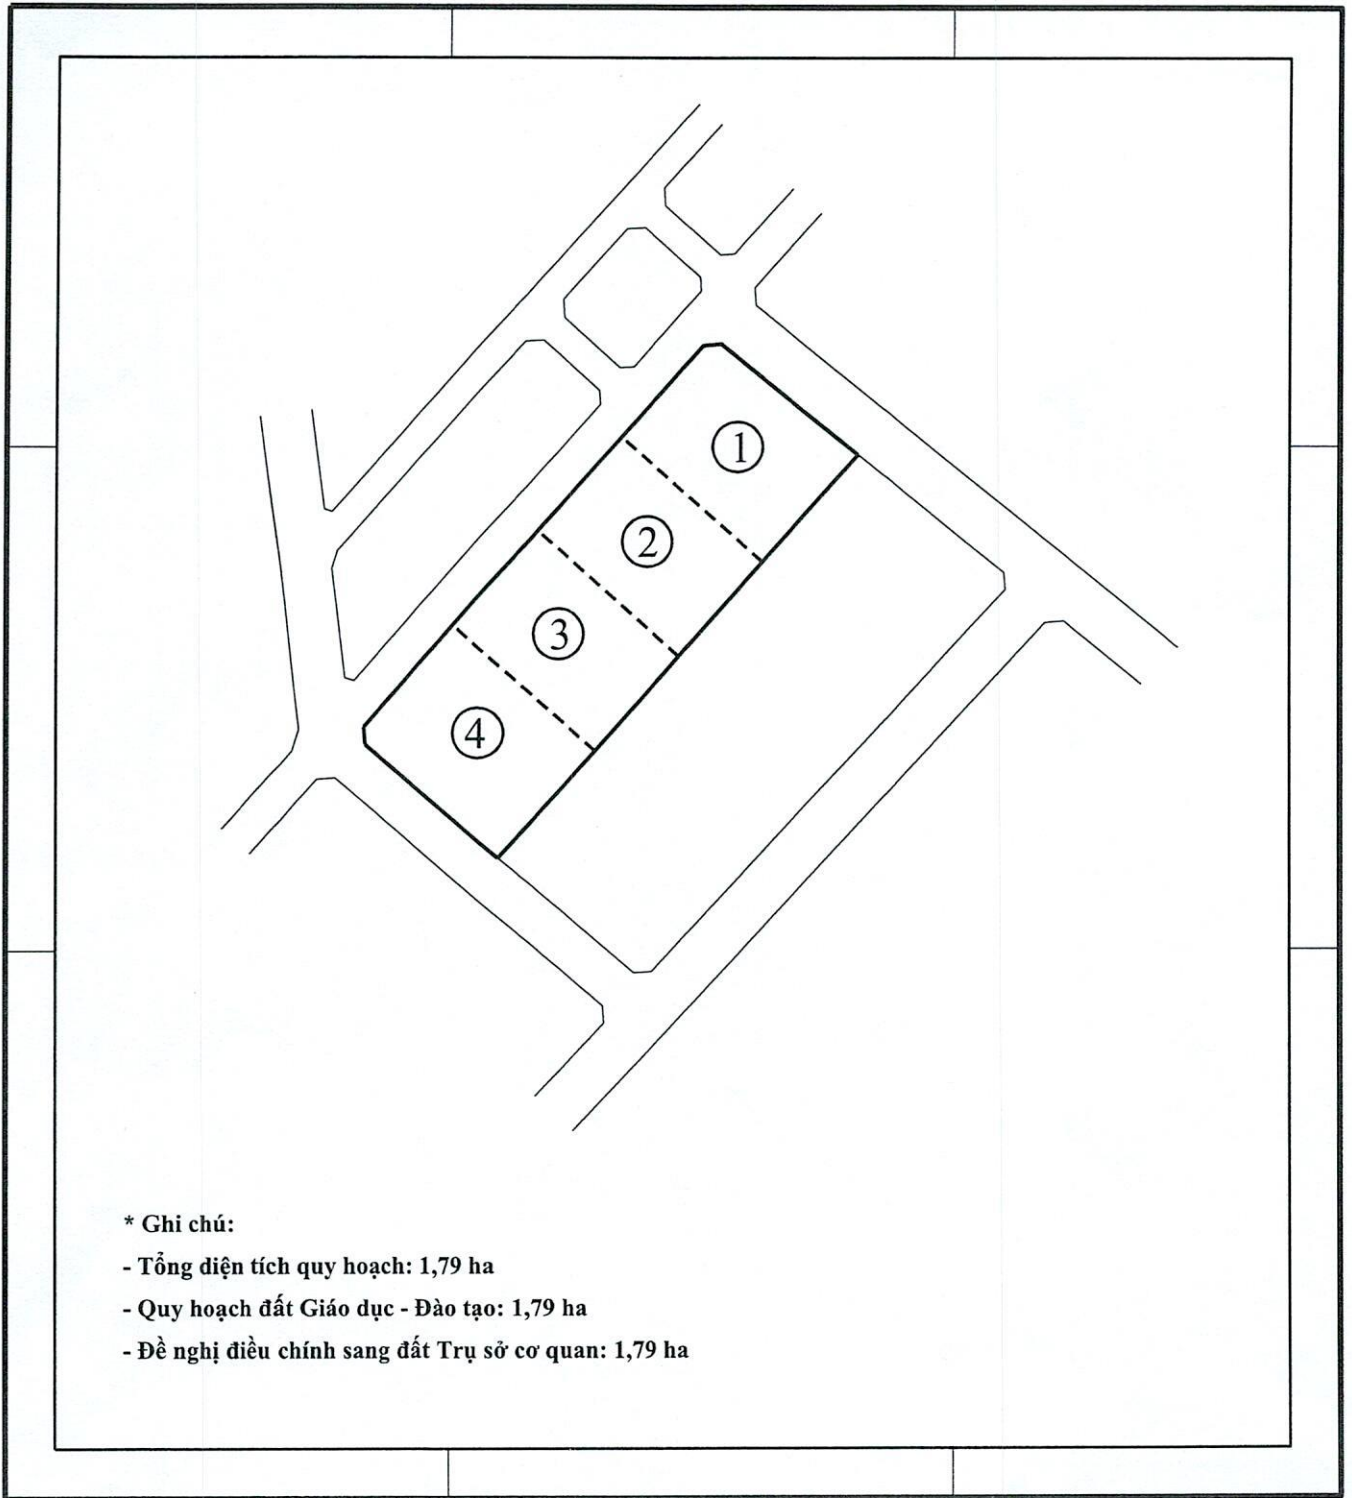 1
2
3
4
* Ghi chú:
- Tổng diện tích quy hoạch: 1,79 ha
- Quy hoạch đất Giáo dục - Đào tạo: 1,79 ha
- Đề nghị điều chính sang đất Trụ sở cơ quan: 1,79 ha